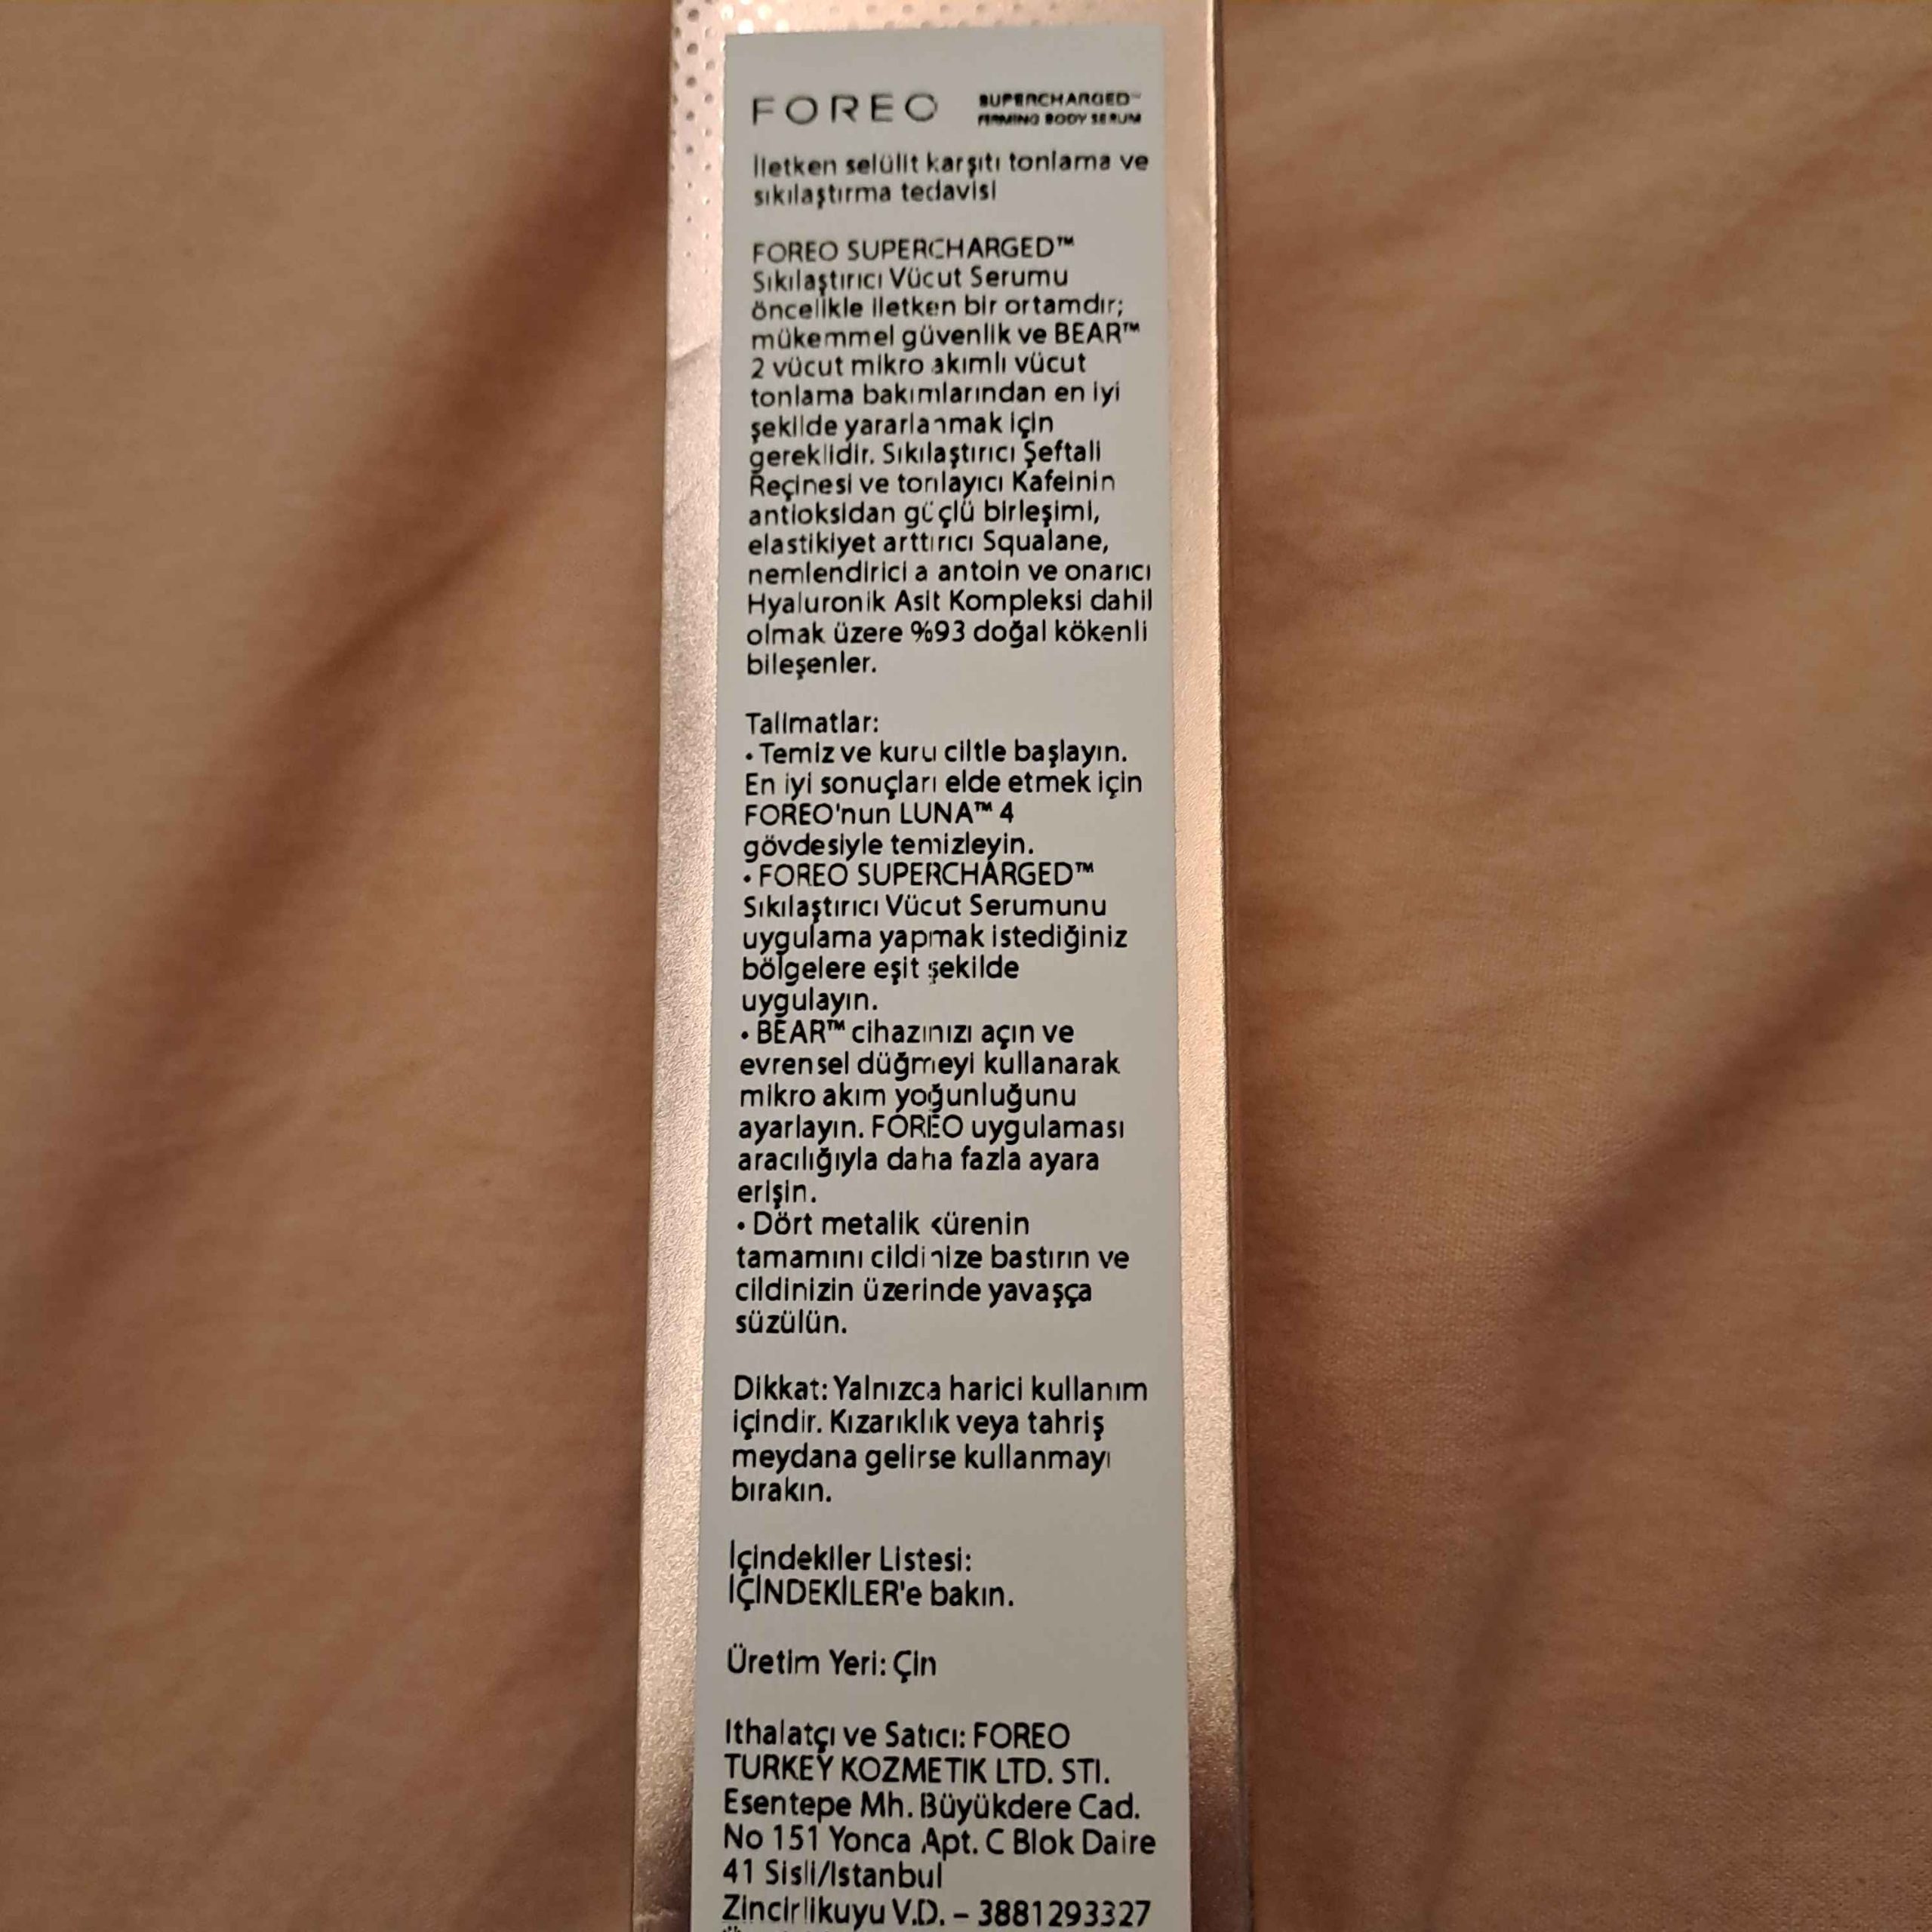 FOREO SUPERCHARGED™
FIRMING BODY SERUM
İletken selülit karşıtı tonlama ve
sıkılaştırma tedavisi
FOREO SUPERCHARGED™
Sıkılaştırıcı Vücut Serumu
öncelikle iletken bir ortamdır;
mükemmel güvenlik ve BEAR™
2 vücut mikro akımlı vücut
tonlama bakımlarından en iyi
şekilde yararlanmak için
gereklidir. Sıkılaştırıcı Şeftali
Reçinesi ve tonlayıcı Kafeinin
antioksidan güçlü birleşimi,
elastikiyet arttırıcı Squalane,
nemlendirici a antoin ve onarıcı
Hyaluronik Asit Kompleksi dahil
olmak üzere %93 doğal kökenli
bileşenler.
Talimatlar:
• Temiz ve kuru ciltle başlayın.
En iyi sonuçları elde etmek için
FOREO'nun LUNA™ 4
gövdesiyle temizleyin.
• FOREO SUPERCHARGED™
Sıkılaştırıcı Vücut Serumunu
uygulama yapmak istediğiniz
bölgelere eşit şekilde
uygulayın.
• BEAR™ cihazınızı açın ve
evrensel düğmeyi kullanarak
mikro akım yoğunluğunu
ayarlayın. FOREO uygulaması
aracılığıyla daha fazla ayara
erişin.
• Dört metalik kürenin
tamamını cildinize bastırın ve
cildinizin üzerinde yavaşça
süzülün.
Dikkat: Yalnızca harici kullanım
içindir. Kızarıklık veya tahriş
meydana gelirse kullanmayı
bırakın.
İçindekiler Listesi:
İÇİNDEKİLER'e bakın.
Üretim Yeri: Çin
Ithalatçı ve Satıcı: FOREO
TURKEY KOZMETIK LTD. STI.
Esentepe Mh. Büyükdere Cad.
No 151 Yonca Apt. C Blok Daire
41 Sisli/Istanbul
Zincirlikuyu V.D. – 3881293327